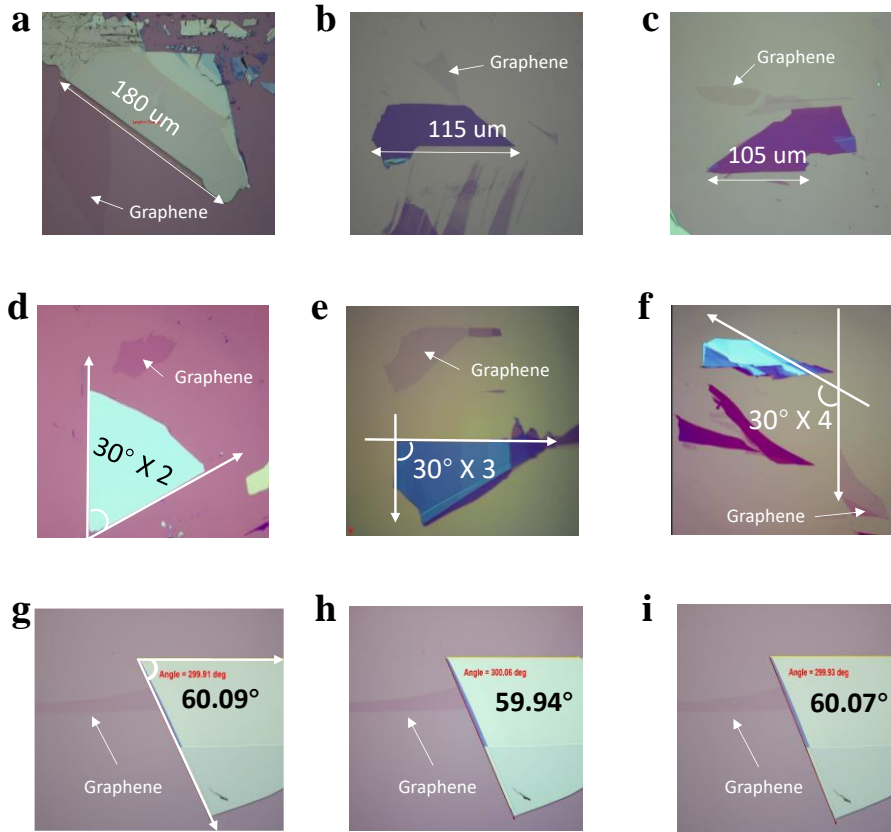 a
180 um
Graphene
b
Graphene
115 um
c
Graphene
105 um
d
Graphene
30° X 2
e
Graphene
30° X 3
f
30° X 4
Graphene
g
Angle = 299.91 deg
60.09°
Graphene
h
Angle = 300.06 deg
59.94°
Graphene
i
Angle = 299.93 deg
60.07°
Graphene